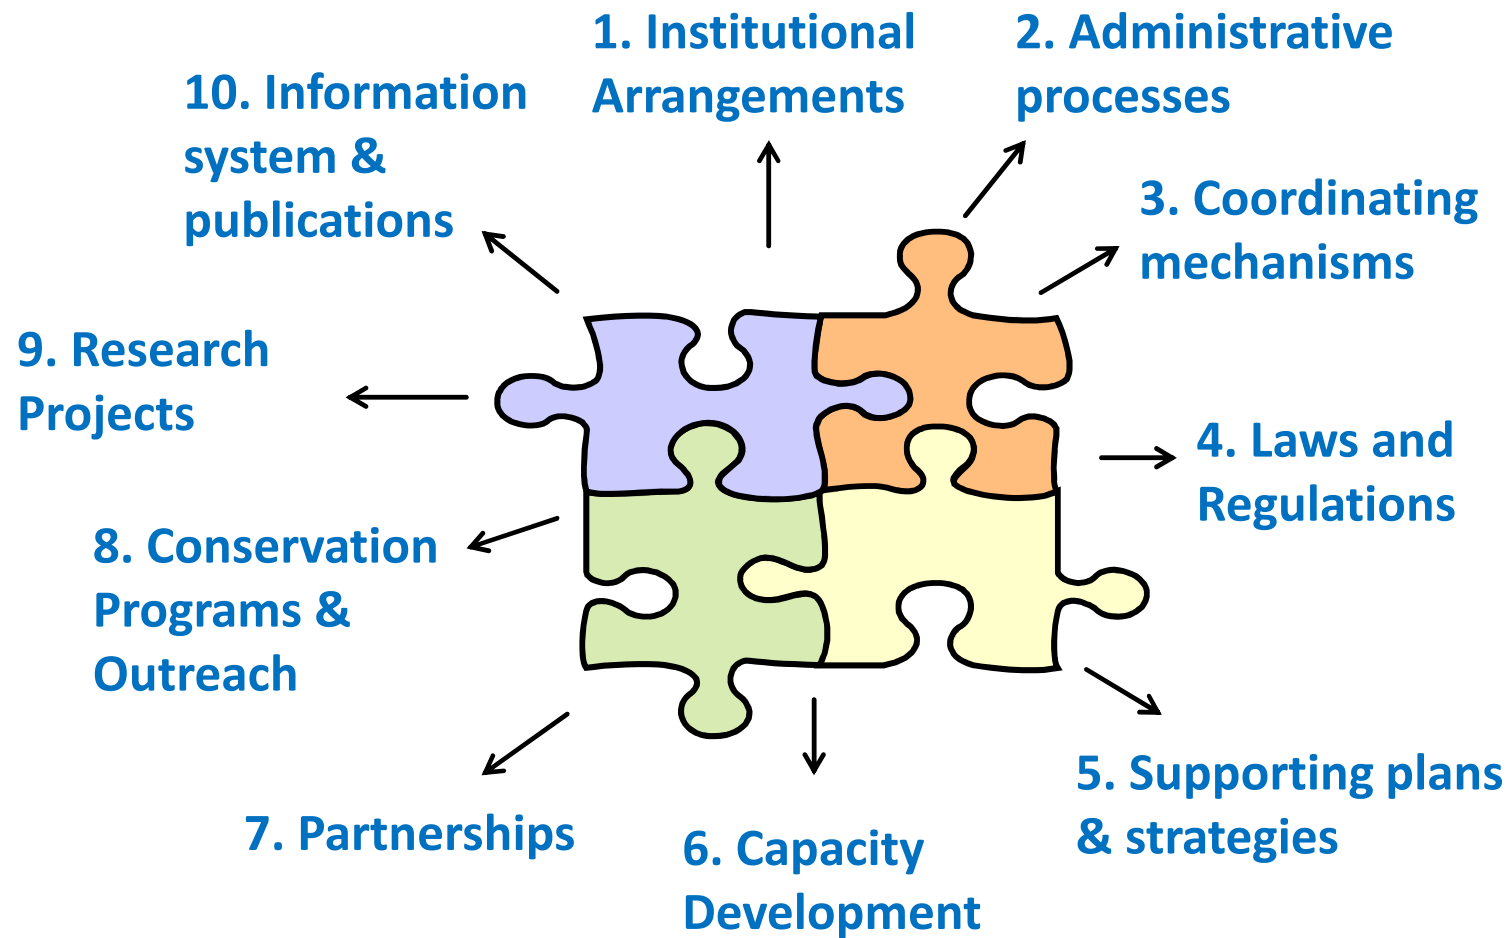 1. Institutional
Arrangements
2. Administrative
processes
3. Coordinating
mechanisms
4. Laws and
Regulations
5. Supporting plans
& strategies
6. Capacity
Development
7. Partnerships
8. Conservation
Programs &
Outreach
9. Research
Projects
10. Information
system &
publications